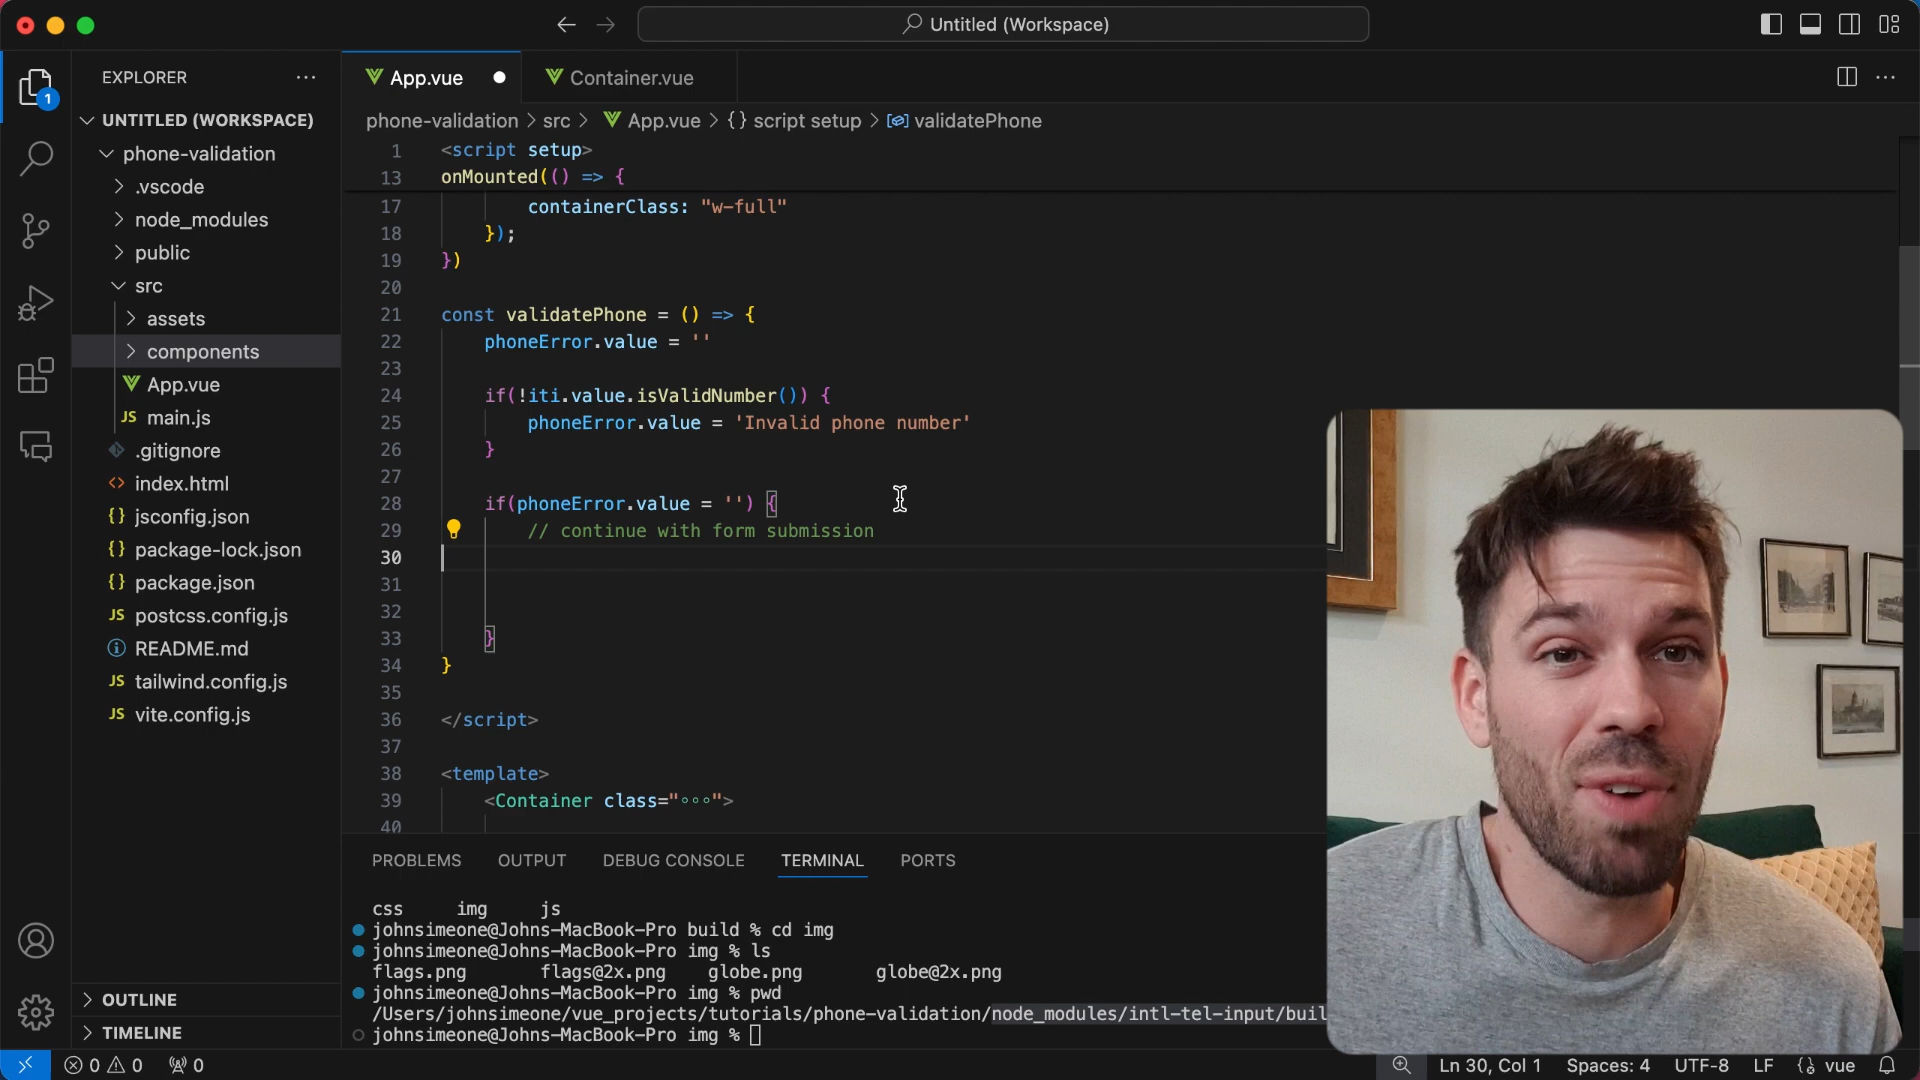 Untitled (Workspace)
EXPLORER
App.vue
Container.vue
1
UNTITLED (WORKSPACE)
phone-validation > src > App.vue > {} script setup > validatePhone
phone-validation
.vscode
node_modules
public
src
assets
components
App.vue
JS main.js
.gitignore
<> index.html
{} jsconfig.json
{} package-lock.json
{} package.json
JS postcss.config.js
README.md
JS tailwind.config.js
JS vite.config.js
OUTLINE
TIMELINE
1 <script setup>
13 onMounted(() => {
17 containerClass: "w-full"
18 });
19 })
20
21 const validatePhone = () => {
22 phoneError.value = ''
23
24 if(!iti.value.isValidNumber()) {
25 phoneError.value = 'Invalid phone number'
26 }
27
28 if(phoneError.value = '') {
29 // continue with form submission
30
31
32
33 }
34 }
35
36 </script>
37
38 <template>
39 <Container class="◦◦◦">
40
PROBLEMS OUTPUT DEBUG CONSOLE TERMINAL PORTS
css img js
johnsimeone@Johns-MacBook-Pro build % cd img
johnsimeone@Johns-MacBook-Pro img % ls
flags.png flags@2x.png globe.png globe@2x.png
johnsimeone@Johns-MacBook-Pro img % pwd
/Users/johnsimeone/vue_projects/tutorials/phone-validation/node_modules/intl-tel-input/buil
johnsimeone@Johns-MacBook-Pro img %
0 0 0
Ln 30, Col 1 Spaces: 4 UTF-8 LF vue